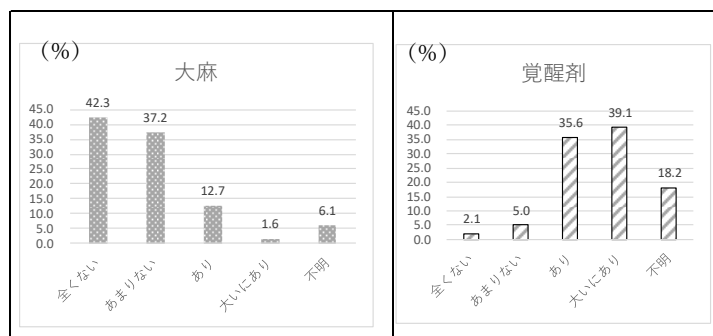 (%)
大麻
45.0
40.0
35.0
30.0
25.0
20.0
15.0
10.0
5.0
0.0
42.3
37.2
12.7
1.6
6.1
全くない
あまりない
あり
大いにあり
不明
(%)
覚醒剤
45.0
40.0
35.0
30.0
25.0
20.0
15.0
10.0
5.0
0.0
2.1
5.0
35.6
39.1
18.2
全くない
あまりない
あり
大いにあり
不明